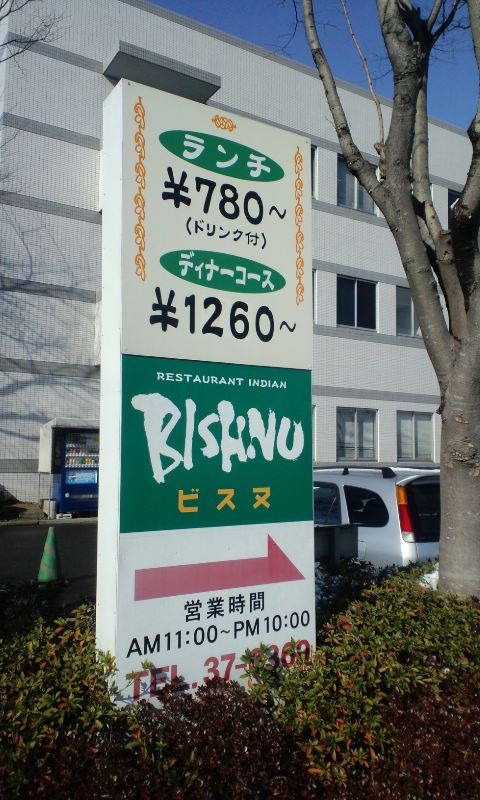 ランチ
¥780~
(ドリンク付)
ディナーコース
¥1260~
RESTAURANT INDIAN
BISHNU
ビスヌ
営業時間
AM11:00~PM10:00
TEL.